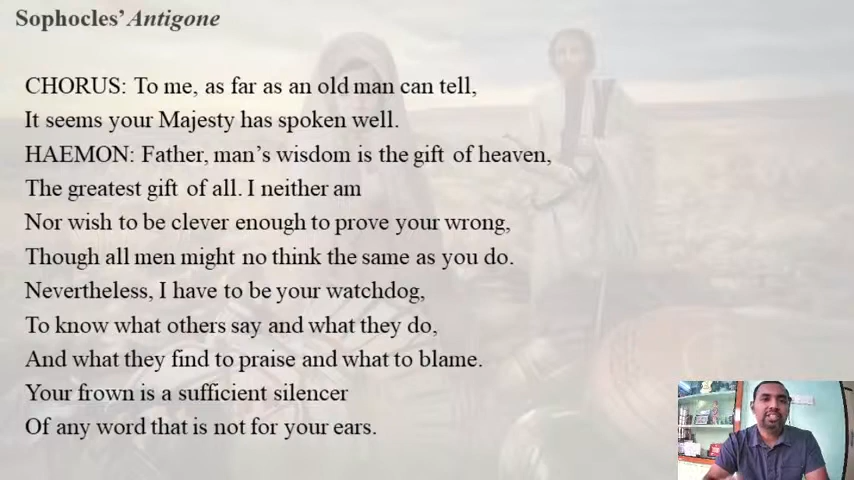 Sophocles' Antigone
CHORUS: To me, as far as an old man can tell,
It seems your Majesty has spoken well.
HAEMON: Father, man's wisdom is the gift of heaven,
The greatest gift of all. I neither am
Nor wish to be clever enough to prove your wrong,
Though all men might no think the same as you do.
Nevertheless, I have to be your watchdog,
To know what others say and what they do,
And what they find to praise and what to blame.
Your frown is a sufficient silencer
Of any word that is not for your ears.